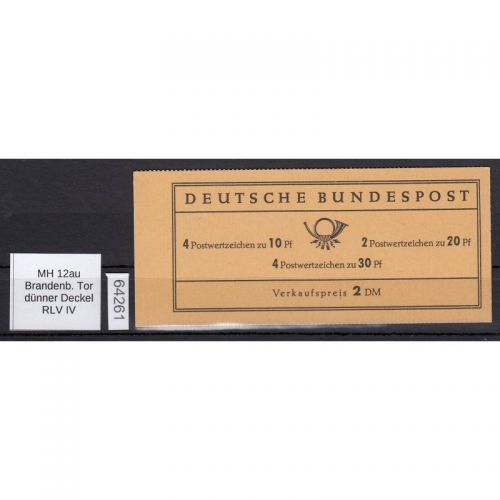 MH 12au
Brandenb. Tor
dünner Deckel
RLV IV
64261
DEUTSCHE BUNDESPOST
4 Postwertzeichen zu 10 Pf
2 Postwertzeichen zu 20 Pf
4 Postwertzeichen zu 30 Pf
Verkaufspreis 2 DM